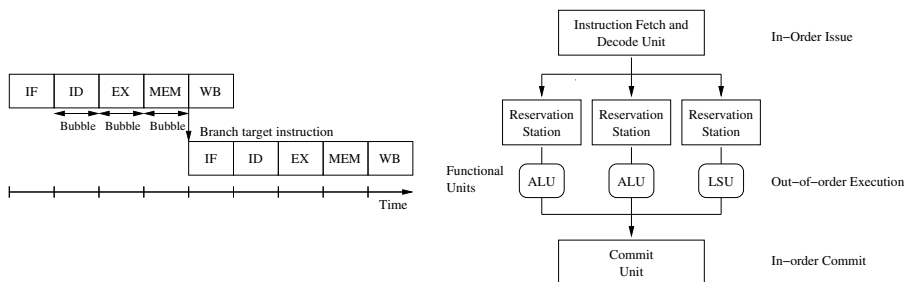 IF ID EX MEM WB
Bubble Bubble Bubble
Branch target instruction
IF ID EX MEM WB
Time
Instruction Fetch and
Decode Unit
In−Order Issue
Reservation
Station
Reservation
Station
Reservation
Station
Functional
Units
ALU
ALU
LSU
Out−of−order Execution
Commit
Unit
In−order Commit